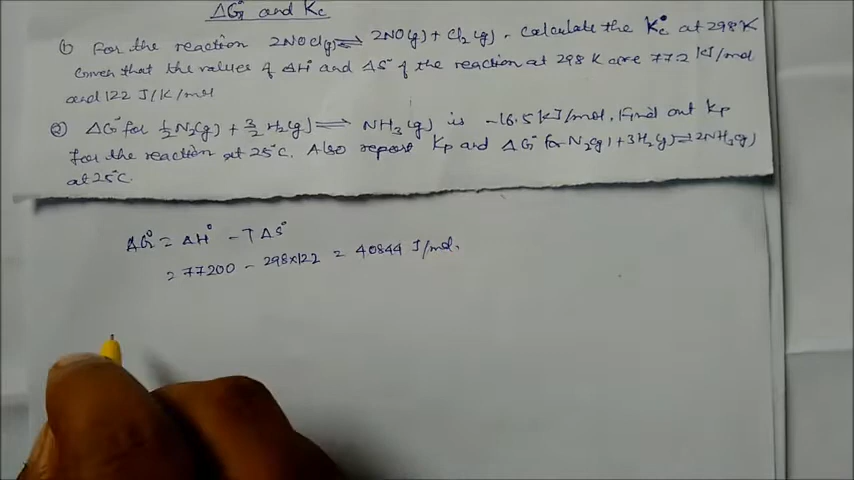 ΔG° and Kc
① For the reaction 2NOCl(g) ⇌ 2NO(g) + Cl2(g). Calculate the Kc° at 298K
Given that the values of ΔH° and ΔS° of the reaction at 298 K are 77.2 KJ/mol
and 122 J/K/mol
② ΔG° for 1/2 N2(g) + 3/2 H2(g) ⇌ NH3(g) is -16.5 KJ/mol. Find out Kp
for the reaction at 25°C. Also report Kp and ΔG° for N2(g) + 3H2(g) ⇌ 2NH3(g)
at 25°C.
ΔG° = ΔH° - TΔS°
= 77200 - 298×122 = 40844 J/mol.